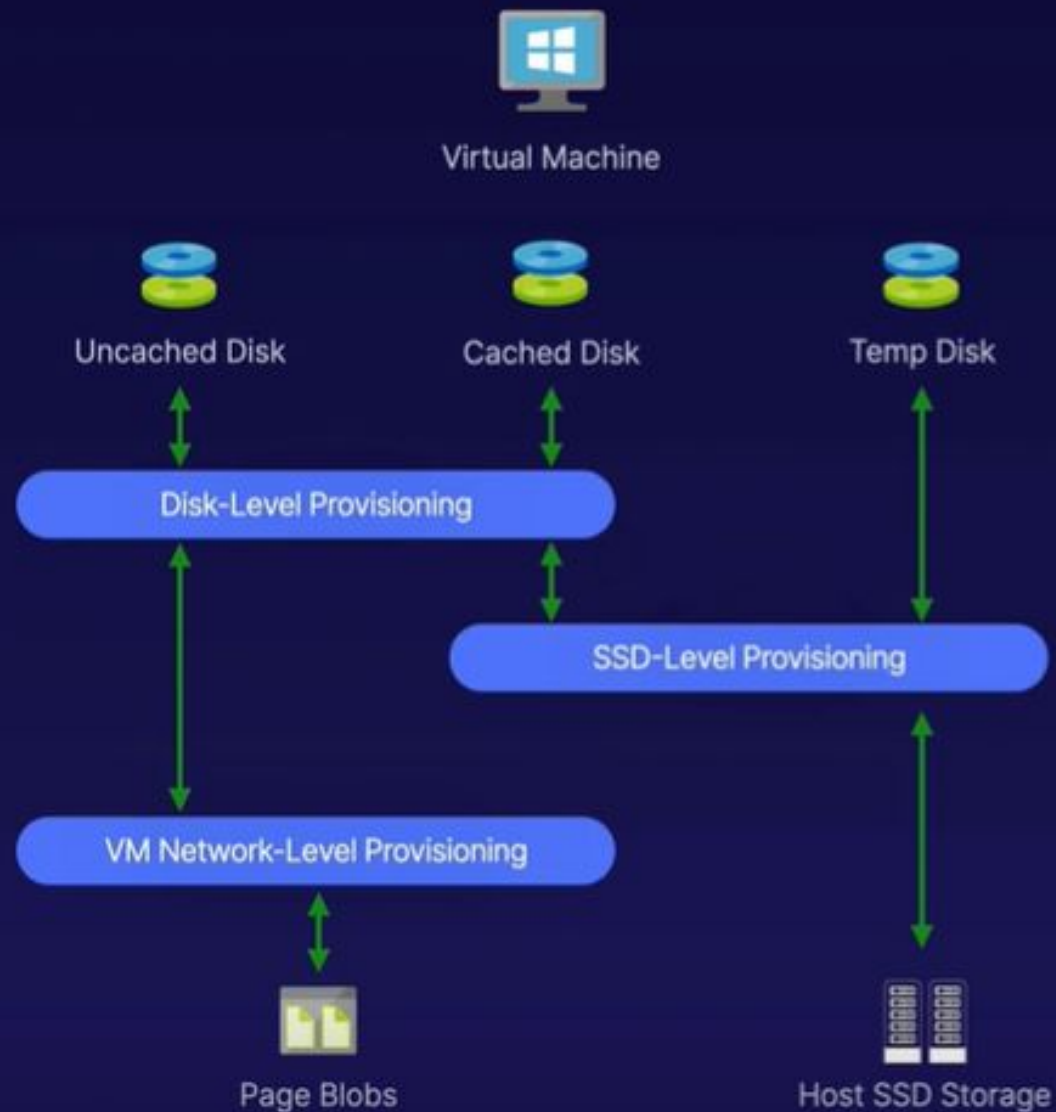 Virtual Machine
Uncached Disk
Cached Disk
Temp Disk
Disk-Level Provisioning
SSD-Level Provisioning
VM Network-Level Provisioning
Page Blobs
Host SSD Storage